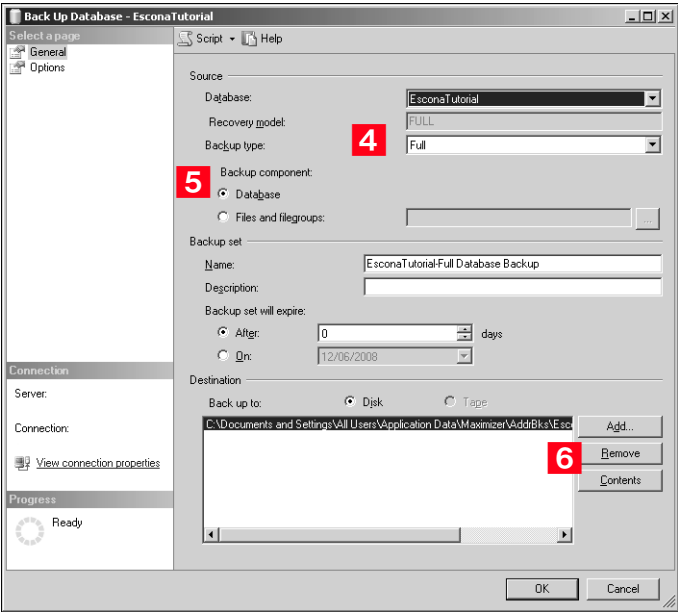 Back Up Database - EsconaTutorial
Select a page
General
Options
Script
Help
Source
Database:
EsconaTutorial
Recovery model:
FULL
4
Backup type:
Full
5
Backup component:
Database
Files and filegroups:
...
Backup set
Name:
EsconaTutorial-Full Database Backup
Description:
Backup set will expire:
After:
0
days
On:
12/06/2008
Destination
Back up to:
Disk
Tape
C:\Documents and Settings\All Users\Application Data\Maximizer\AddrBks\Esco
Add...
6
Remove
Contents
Connection
Server:
Connection:
View connection properties
Progress
Ready
OK
Cancel